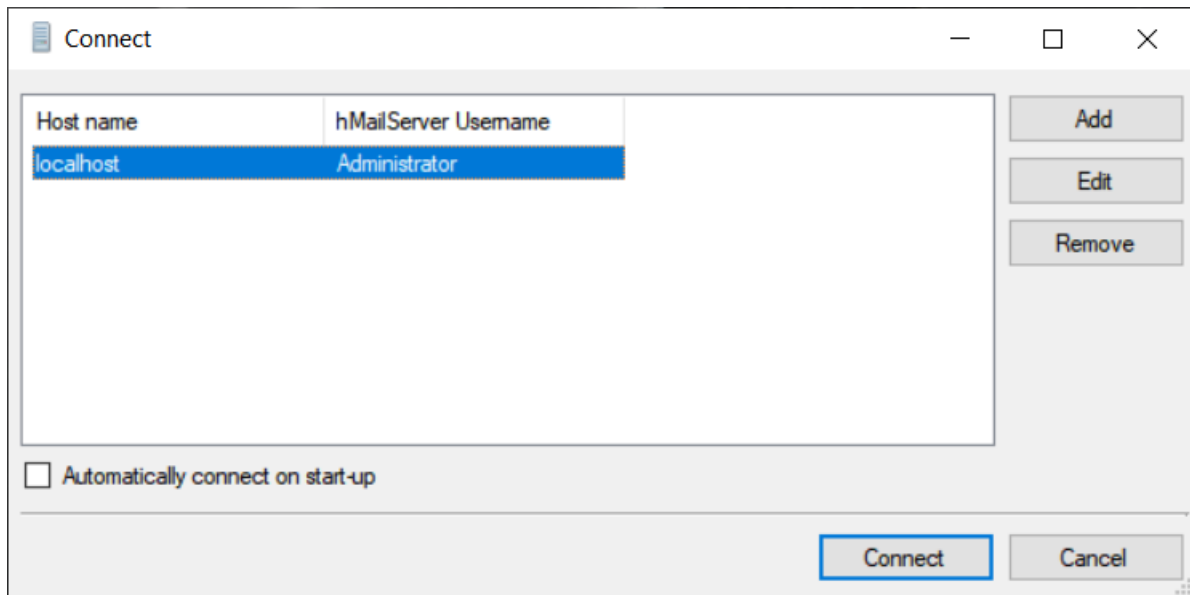 Connect
Host name hMailServer Username
localhost Administrator
Add
Edit
Remove
Automatically connect on start-up
Connect Cancel